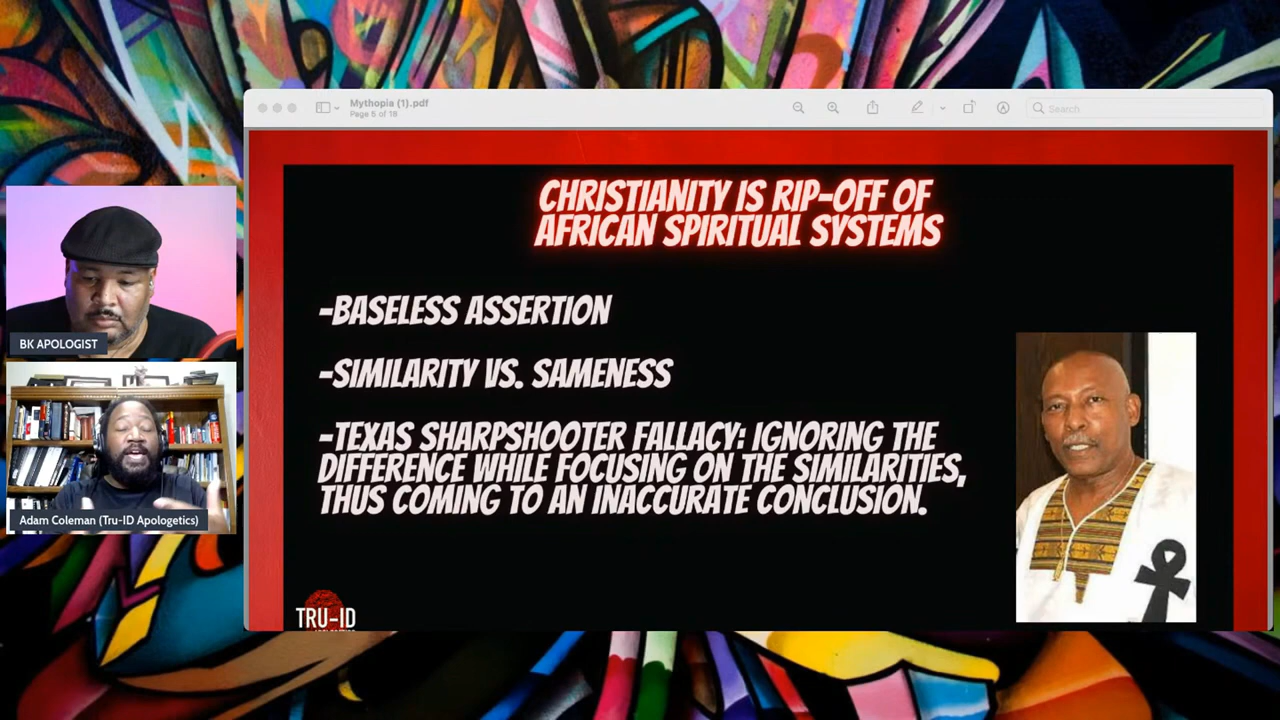 Mythopia (1).pdf
Page 5 of 19
Search
CHRISTIANITY IS RIP-OFF OF
AFRICAN SPIRITUAL SYSTEMS
-BASELESS ASSERTION
-SIMILARITY VS. SAMENESS
-TEXAS SHARPSHOOTER FALLACY: IGNORING THE
DIFFERENCE WHILE FOCUSING ON THE SIMILARITIES,
THUS COMING TO AN INACCURATE CONCLUSION.
TRU-ID
BK APOLOGIST
Adam Coleman (Tru-ID Apologetics)